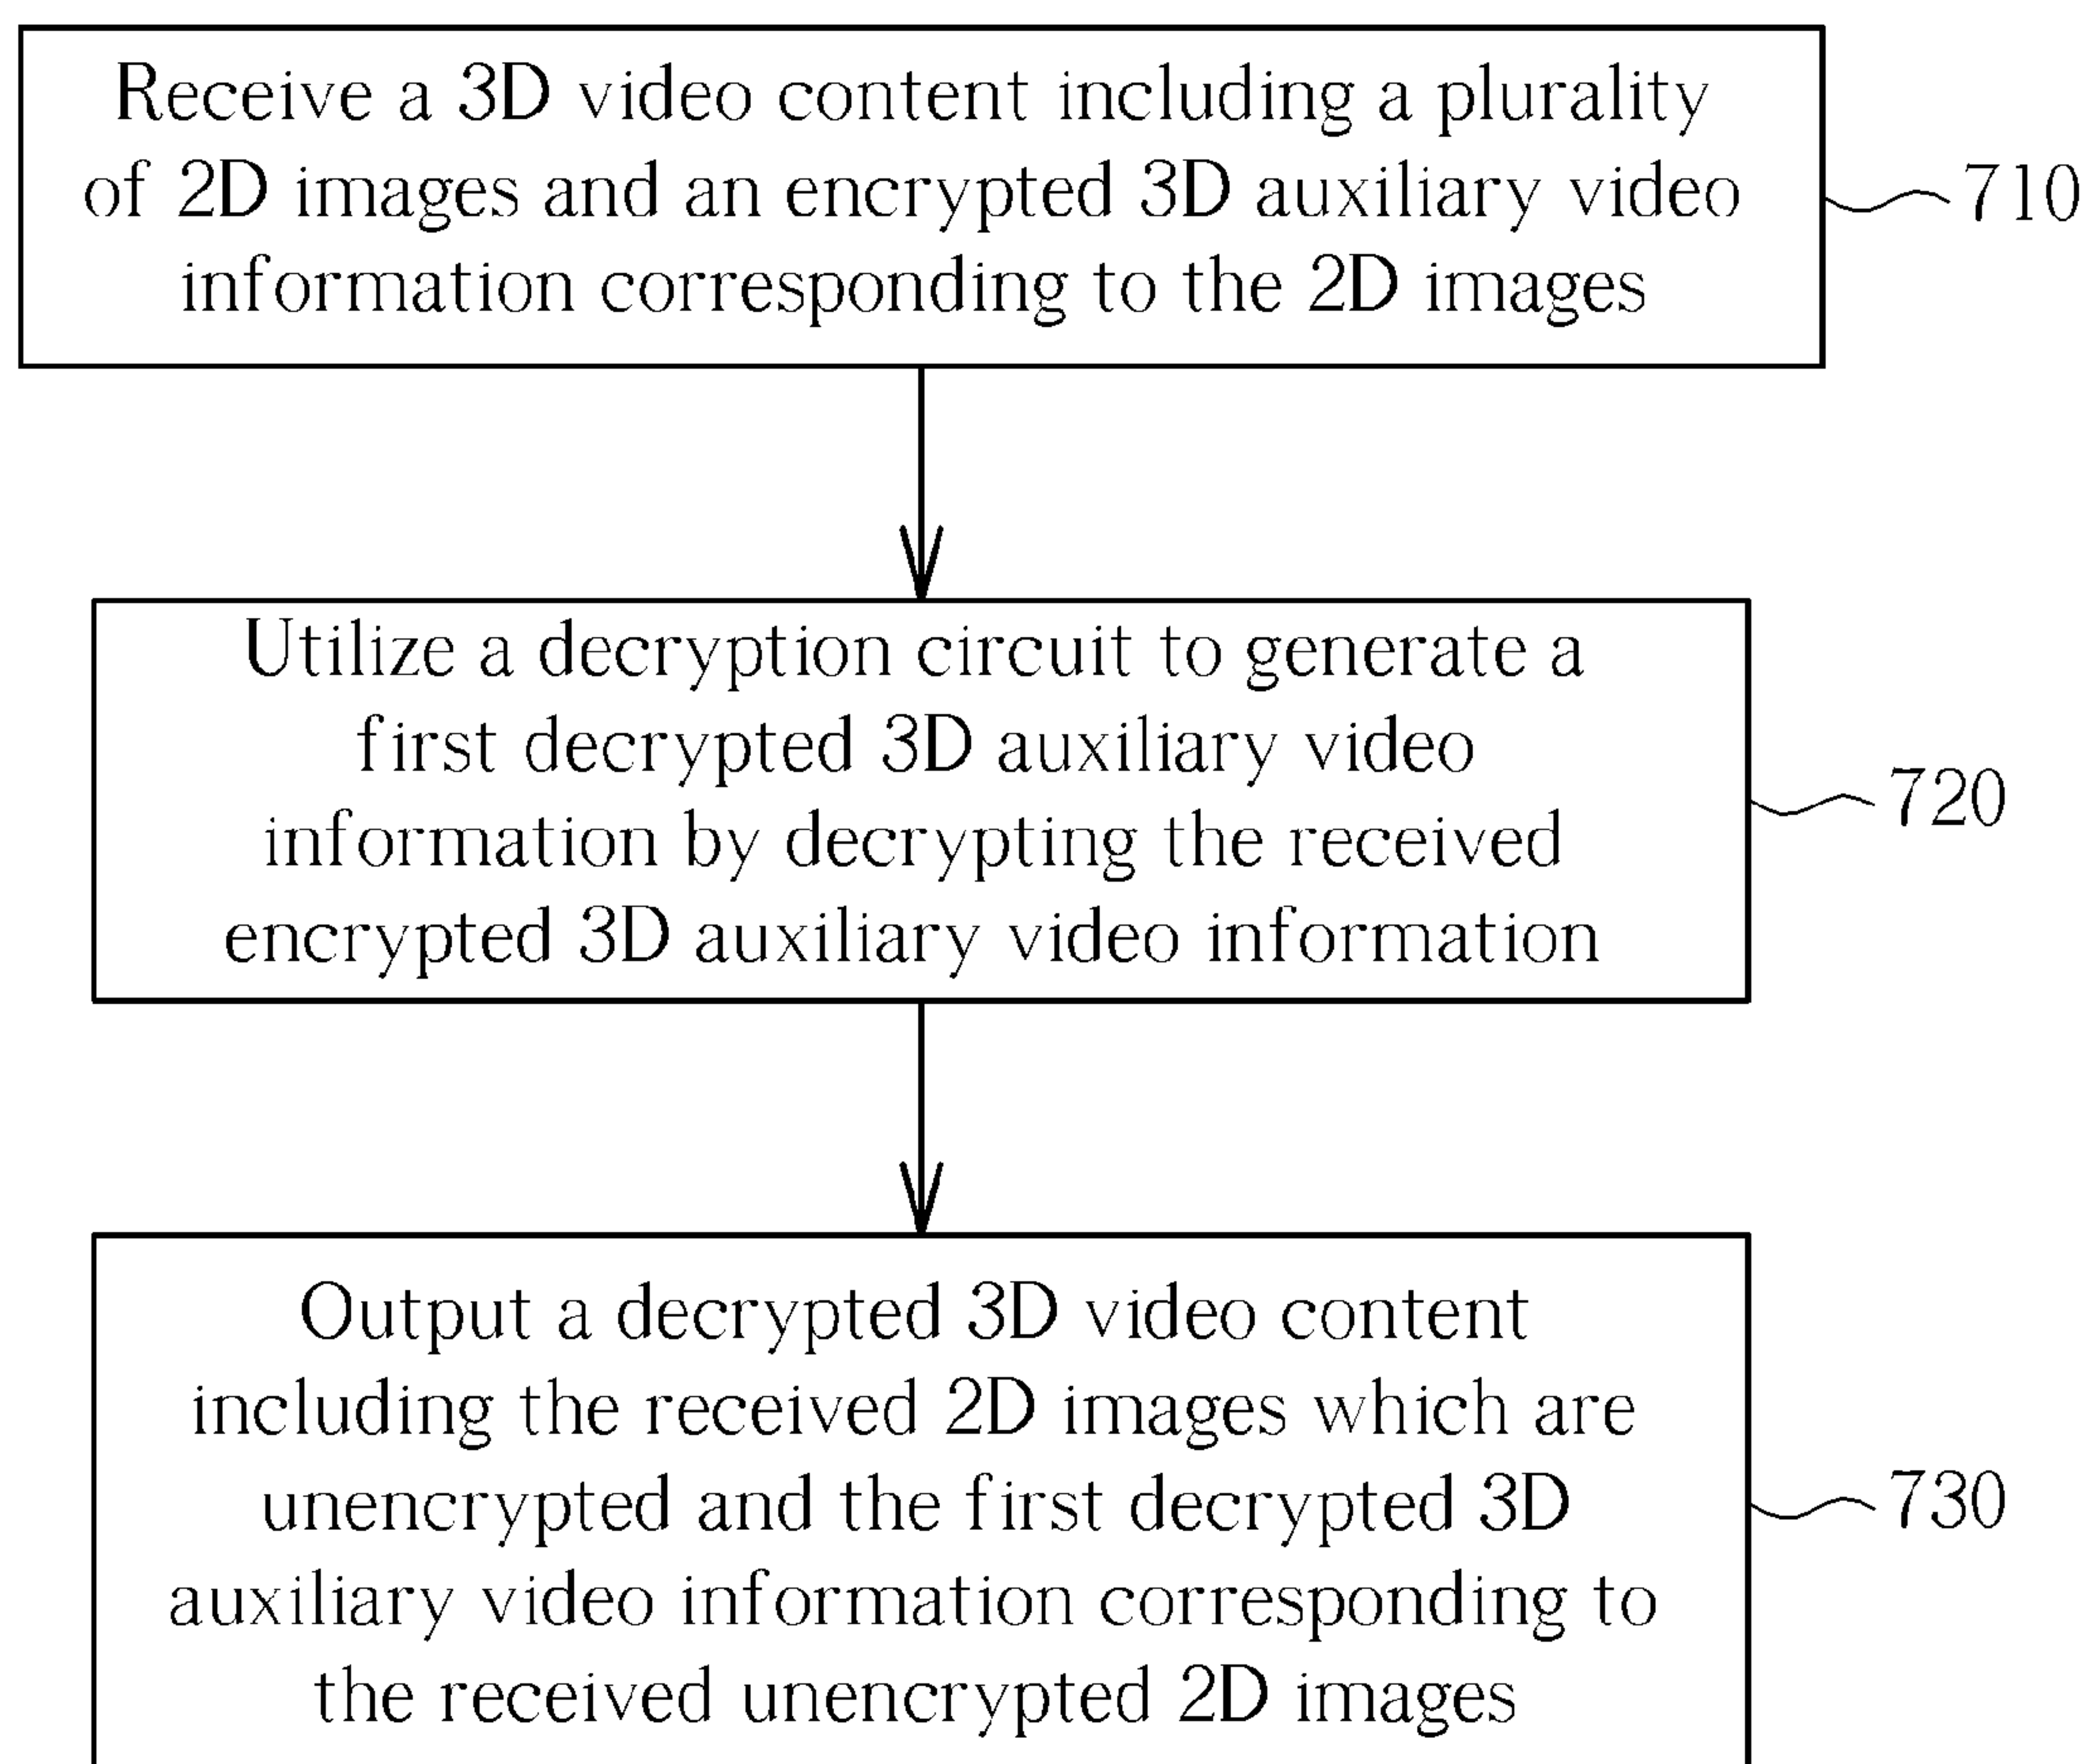 Receive a 3D video content including a plurality
of 2D images and an encrypted 3D auxiliary video
information corresponding to the 2D images
710
Utilize a decryption circuit to generate a
first decrypted 3D auxiliary video
information by decrypting the received
encrypted 3D auxiliary video information
720
Output a decrypted 3D video content
including the received 2D images which are
unencrypted and the first decrypted 3D
auxiliary video information corresponding to
the received unencrypted 2D images
730